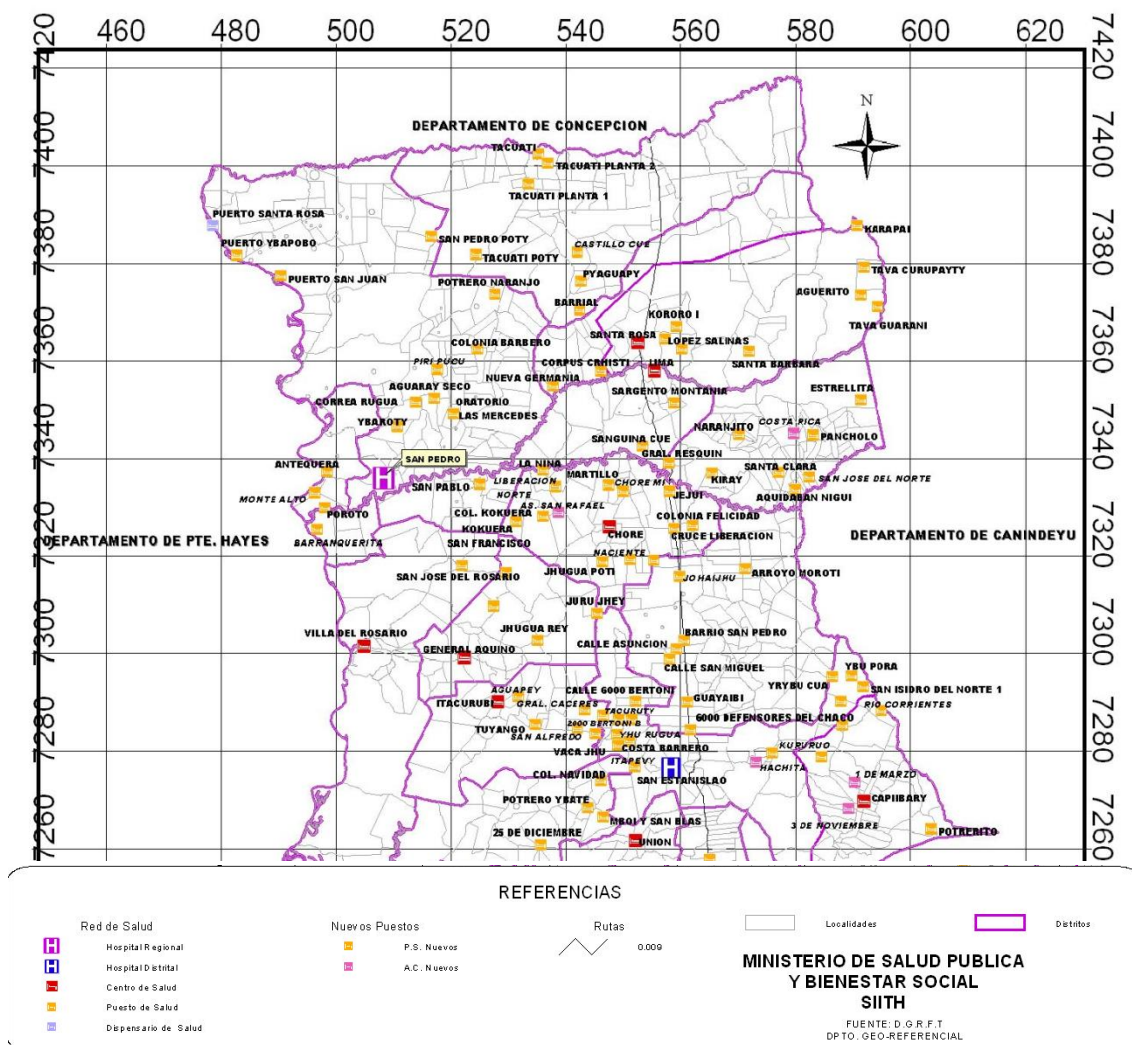 460 480 500 520 540 560 580 600 620
7420 7420
N
DEPARTAMENTO DE CONCEPCION
TACUATI
7400 7400
TACUATI PLANTA 2
TACUATI PLANTA 1
PUERTO SANTA ROSA
KARAPAI
SAN PEDRO POTY
PUERTO YBAPOBO
CASTILLO CUE
7380 7380
TACUATI POTY
TAVA CURUPAYTY
PUERTO SAN JUAN
POTRERO NARANJO
PYAGUAPY
AGUERITO
BARRIAL
KORORO I
TAVA GUARANI
SANTA ROSA
LOPEZ SALINAS
COLONIA BARBERO
7360 7360
PIRI PUCU
CORPUS CRHISTI
LIMA
SANTA BARBARA
NUEVA GERMANIA
AGUARAY SECO
SARGENTO MONTANIA
ESTRELLITA
CORREA RUGUA
ORATORIO
LAS MERCEDES
COSTA RICA
YBAROTY
NARANJITO
PANCHOLO
7340 7340
SANGUINA CUE
GRAL. RESQUIN
SAN PEDRO
ANTEQUERA
LA NINA
MARTILLO
SANTA CLARA
SAN JOSE DEL NORTE
SAN PABLO
LIBERACION
NORTE
CHORE MI
KIRAY
MONTE ALTO
JEJUI
AQUIDABAN NIGUI
AS. SAN RAFAEL
POROTO
COL. KOKUERA
COLONIA FELICIDAD
KOKUERA
CHORE
CRUCE LIBERACION
DEPARTAMENTO DE PTE. HAYES
BARRANQUERITA
SAN FRANCISCO
DEPARTAMENTO DE CANINDEYU
7320 7320
NACIENTE
JHUGUA POTI
SAN JOSE DEL ROSARIO
JOHAIJHU
ARROYO MOROTI
JURU JHEY
VILLA DEL ROSARIO
JHUGUA REY
BARRIO SAN PEDRO
7300 7300
GENERAL AQUINO
CALLE ASUNCION
CALLE SAN MIGUEL
YBU PORA
YRYBU CUA
SAN ISIDRO DEL NORTE 1
AGUAPEY
CALLE 6000 BERTONI
GUAYAIBI
RIO CORRIENTES
ITACURUBI
GRAL. CACERES
TACURUTY
6000 DEFENSORES DEL CHACO
TUYANGO
2000 BERTONI B
SAN ALFREDO
YHU RUGUA
7280 7280
VACA JHU
COSTA BARRERO
KURURUO
ITAPEVY
HACHITA
COL. NAVIDAD
SAN ESTANISLAO
1 DE MARZO
POTRERO YBATE
CAPIIBARY
MBOI Y SAN BLAS
3 DE NOVIEMBRE
25 DE DICIEMBRE
UNION
POTRERITO
7260 7260
REFERENCIAS
Red de Salud
Nuevos Puestos
Rutas
Localidades
Distritos
H Hospital Regional
P.S. Nuevos
0.009
H Hospital Distrital
A.C. Nuevos
Centro de Salud
Puesto de Salud
Dispensario de Salud
MINISTERIO DE SALUD PUBLICA
Y BIENESTAR SOCIAL
SIITH
FUENTE: D.G.R.F.T
DPTO. GEO-REFERENCIAL